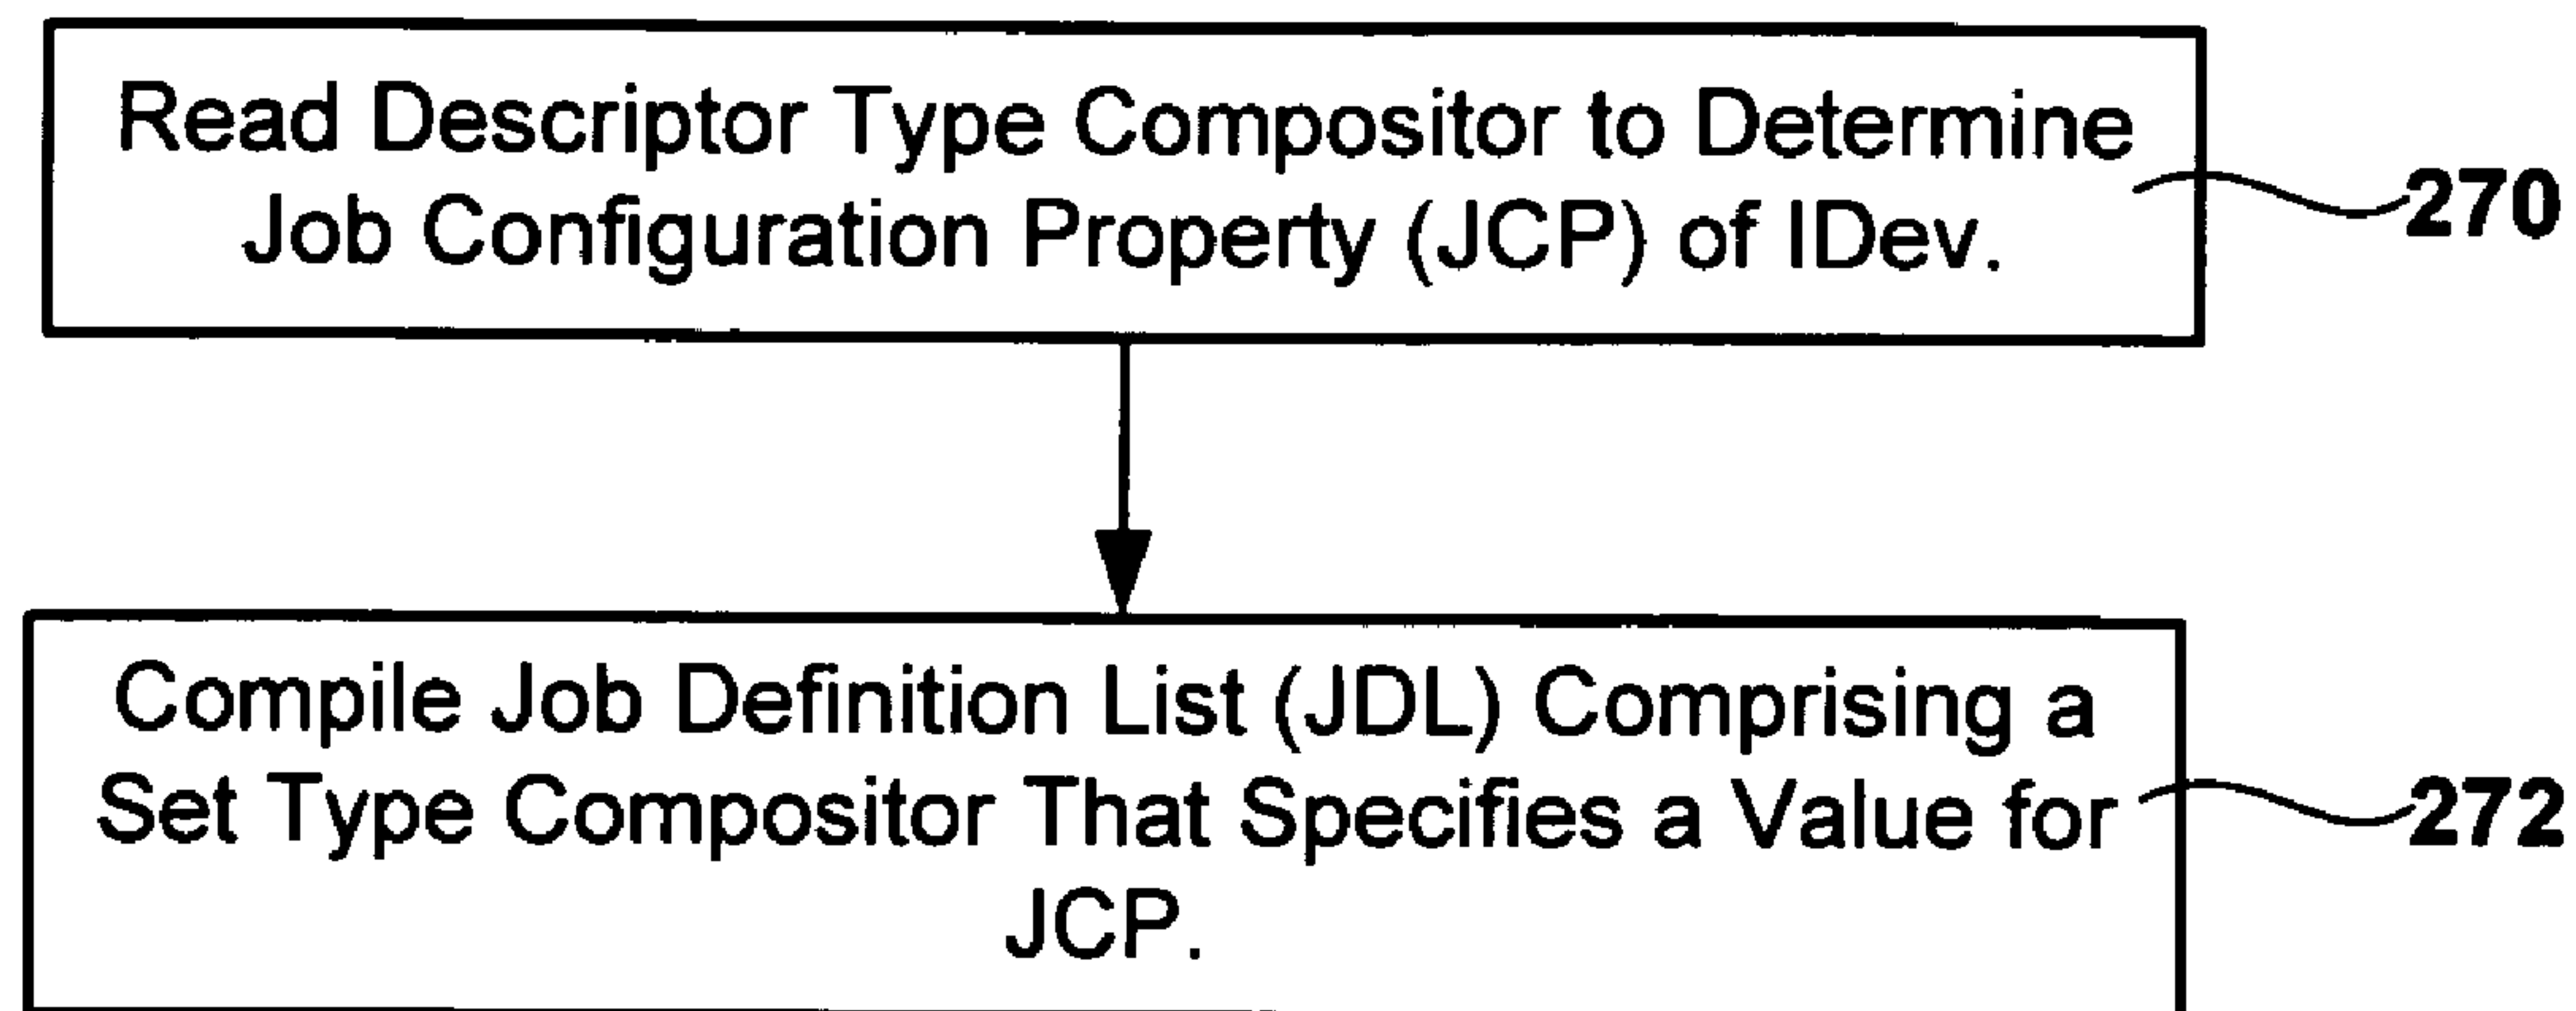 Read Descriptor Type Compositor to Determine
Job Configuration Property (JCP) of IDev.
270
Compile Job Definition List (JDL) Comprising a
Set Type Compositor That Specifies a Value for
JCP.
272